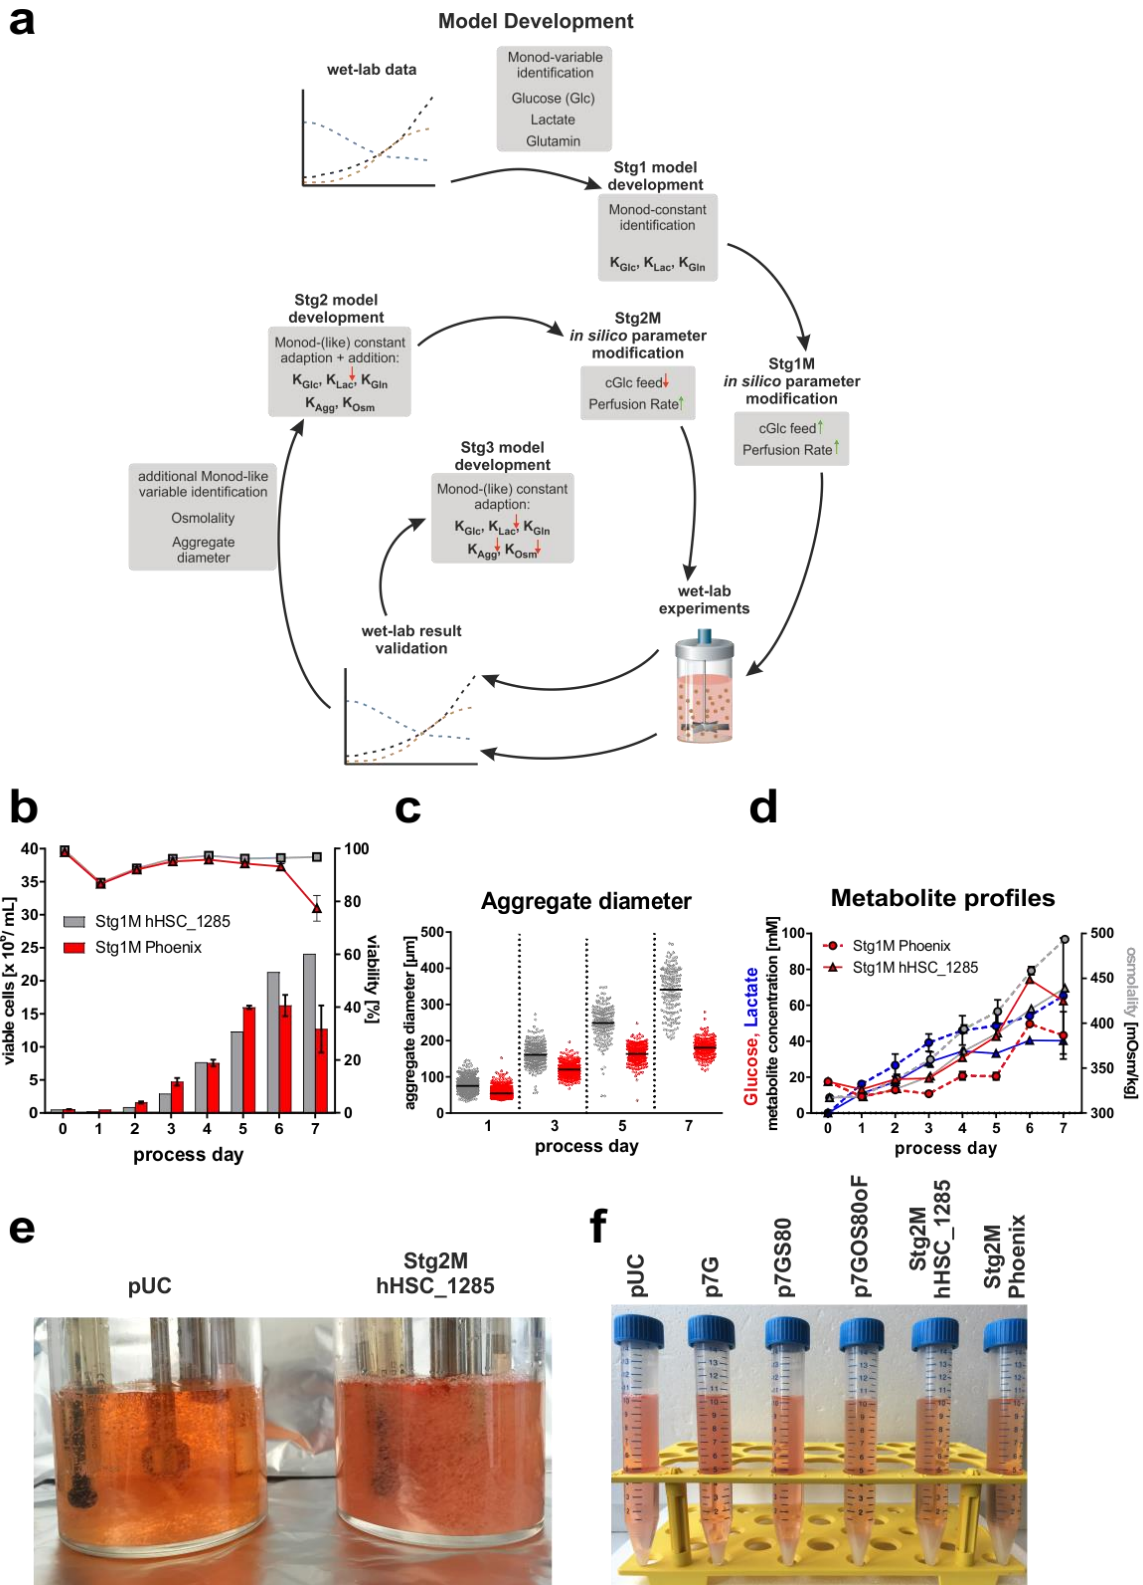 a
Model Development
wet-lab data
Monod-variable
identification
Glucose (Glc)
Lactate
Glutamin
Stg1 model
development
Monod-constant
identification
KGlc, KLac, KGln
Stg1M
in silico parameter
modification
cGlc feed↑
Perfusion Rate↑
Stg2 model
development
Monod-(like) constant
adaption + addition:
KGlc, KLac↓, KGln
KAgg, KOsm
Stg2M
in silico parameter
modification
cGlc feed↓
Perfusion Rate↑
additional Monod-like
variable identification
Osmolality
Aggregate
diameter
Stg3 model
development
Monod-(like) constant
adaption:
KGlc, KLac↓, KGln
KAgg↓, KOsm↓
wet-lab
experiments
wet-lab result
validation
b
viable cells [x 10⁶/ mL]
40
35
30
25
20
15
10
5
0
Stg1M hHSC_1285
Stg1M Phoenix
100
80
60
40
20
0
viability [%]
0 1 2 3 4 5 6 7
process day
c
Aggregate diameter
aggregate diameter [µm]
500
400
300
200
100
0
1 3 5 7
process day
d
Metabolite profiles
Glucose, Lactate
metabolite concentration [mM]
100
80
60
40
20
0
Stg1M Phoenix
Stg1M hHSC_1285
500
450
400
350
300
osmolality [mOsm/kg]
0 1 2 3 4 5 6 7
process day
e
pUC
Stg2M
hHSC_1285
f
pUC
p7G
p7GS80
p7GOS80oF
Stg2M
hHSC_1285
Stg2M
Phoenix